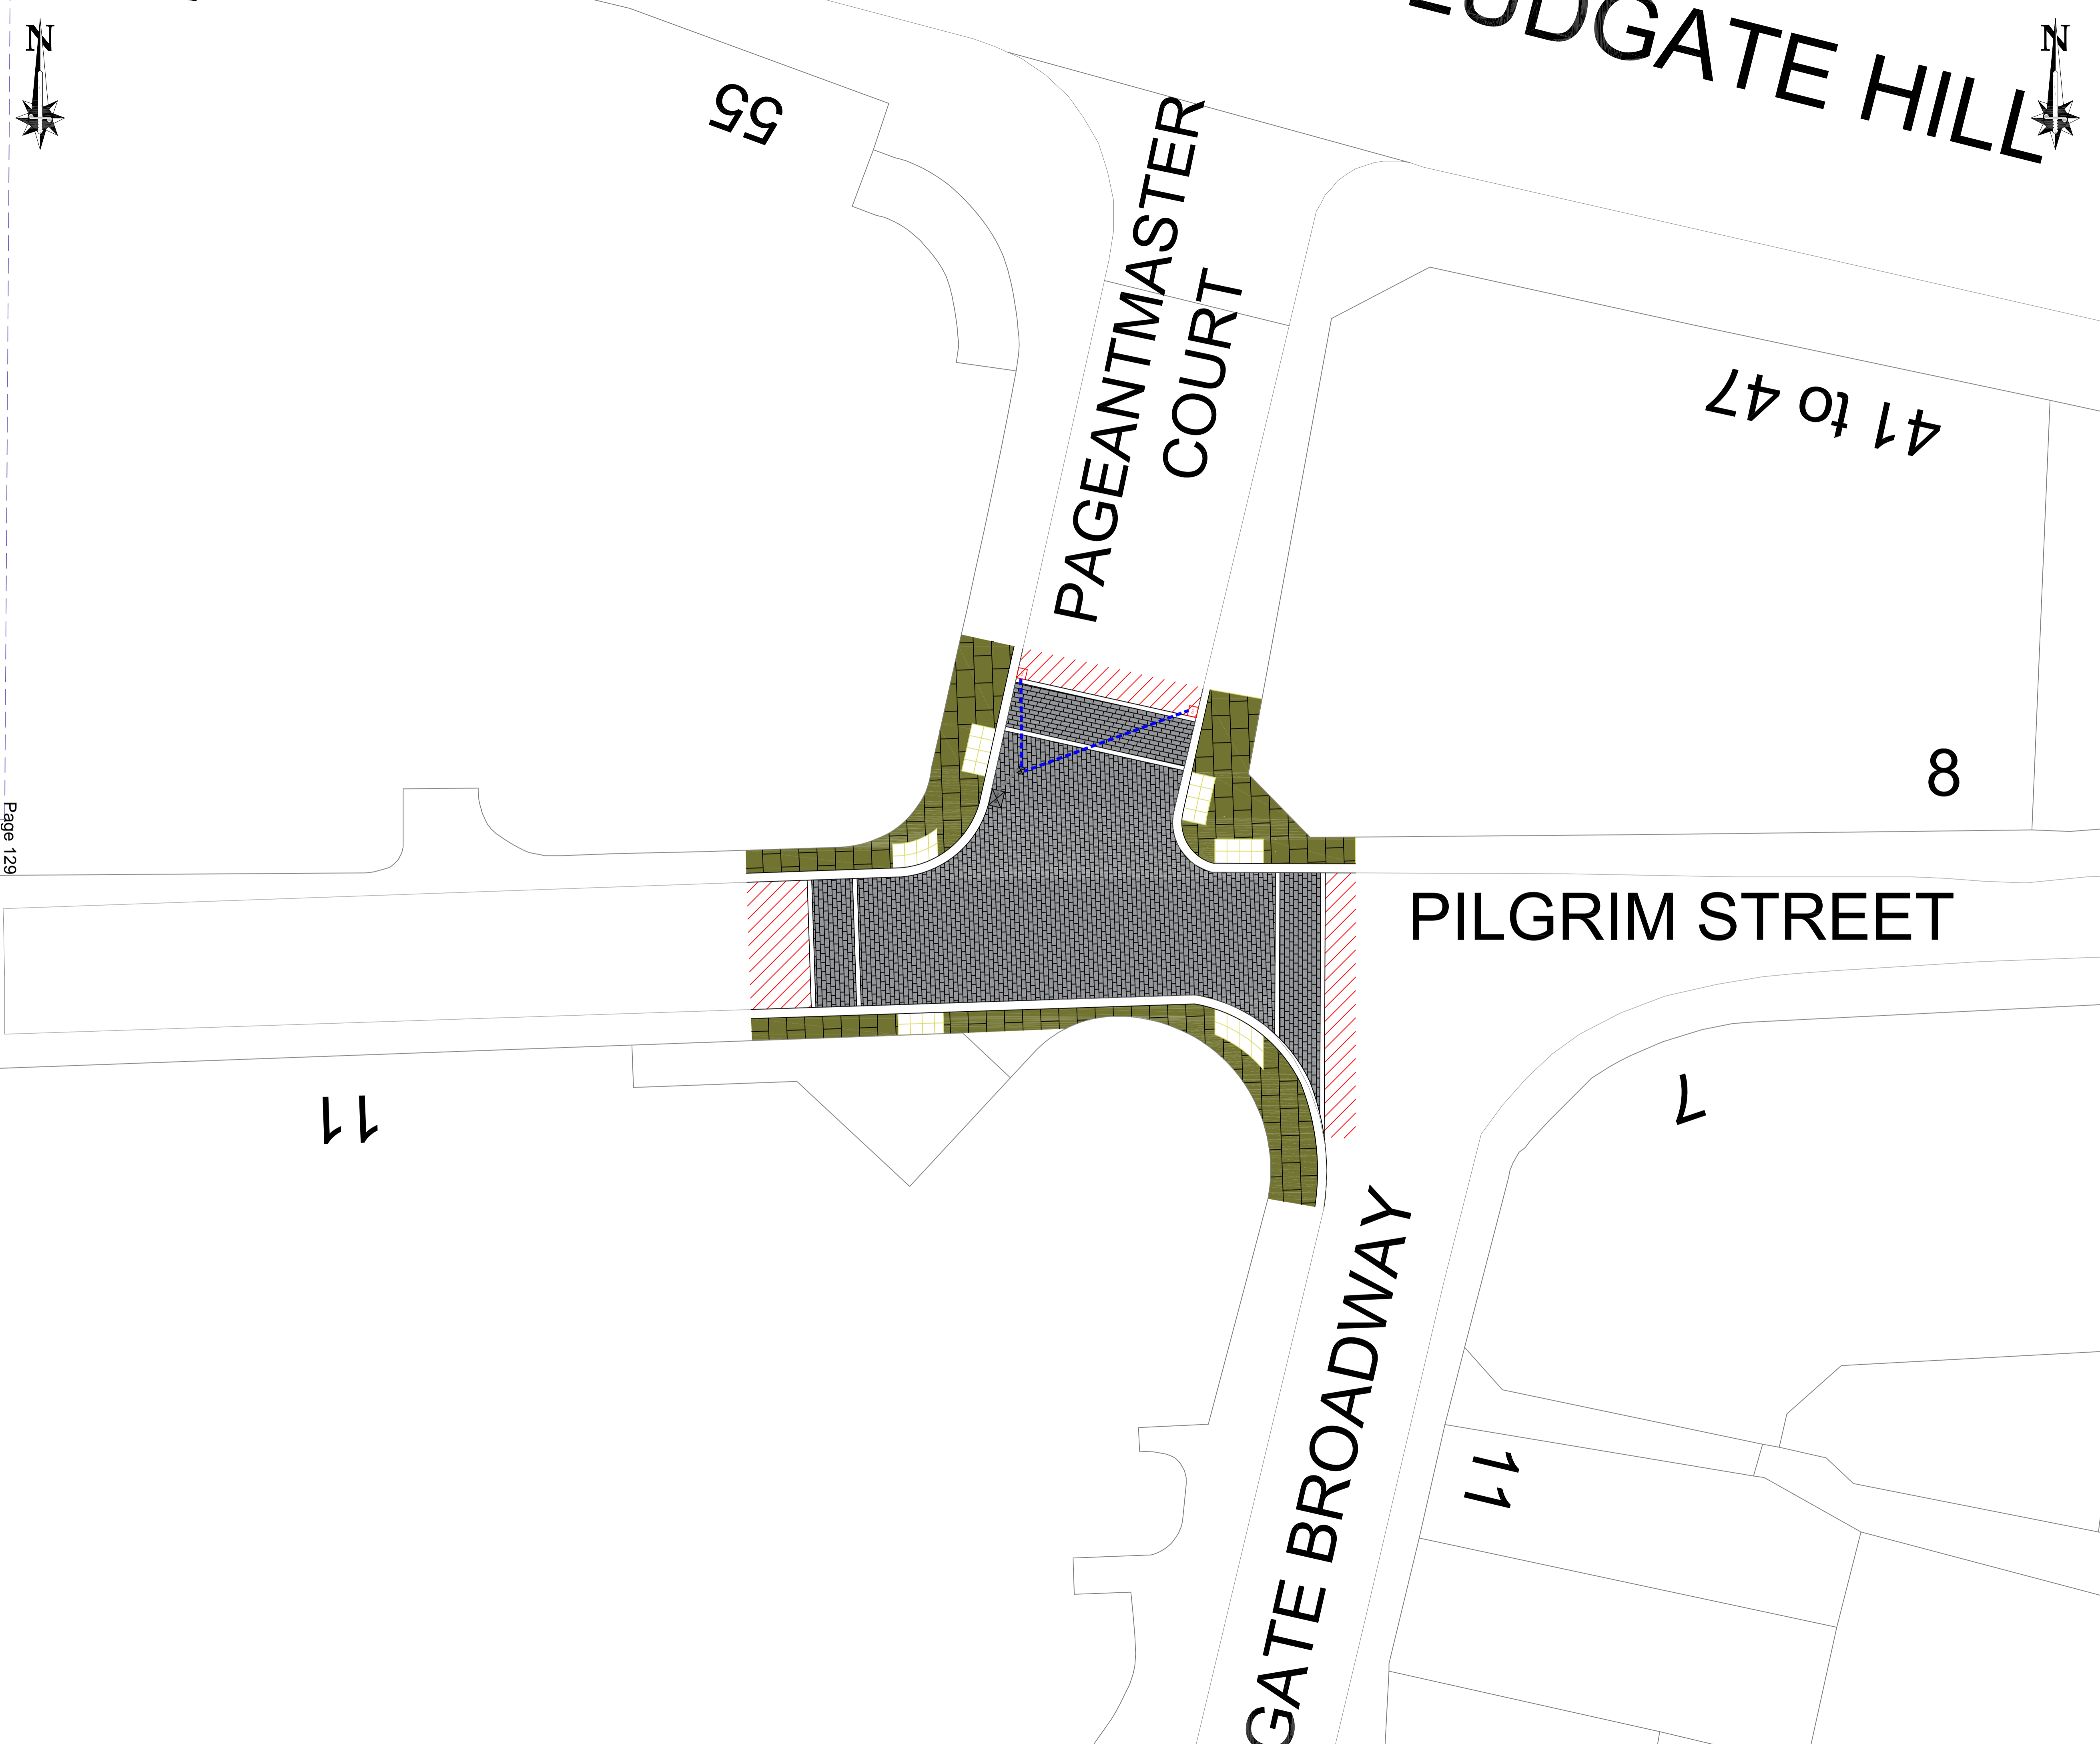 N
N
LUDGATE HILL
55
PAGEANTMASTER
COURT
41 to 47
8
Page 129
PILGRIM STREET
11
7
GATE BROADWAY
11